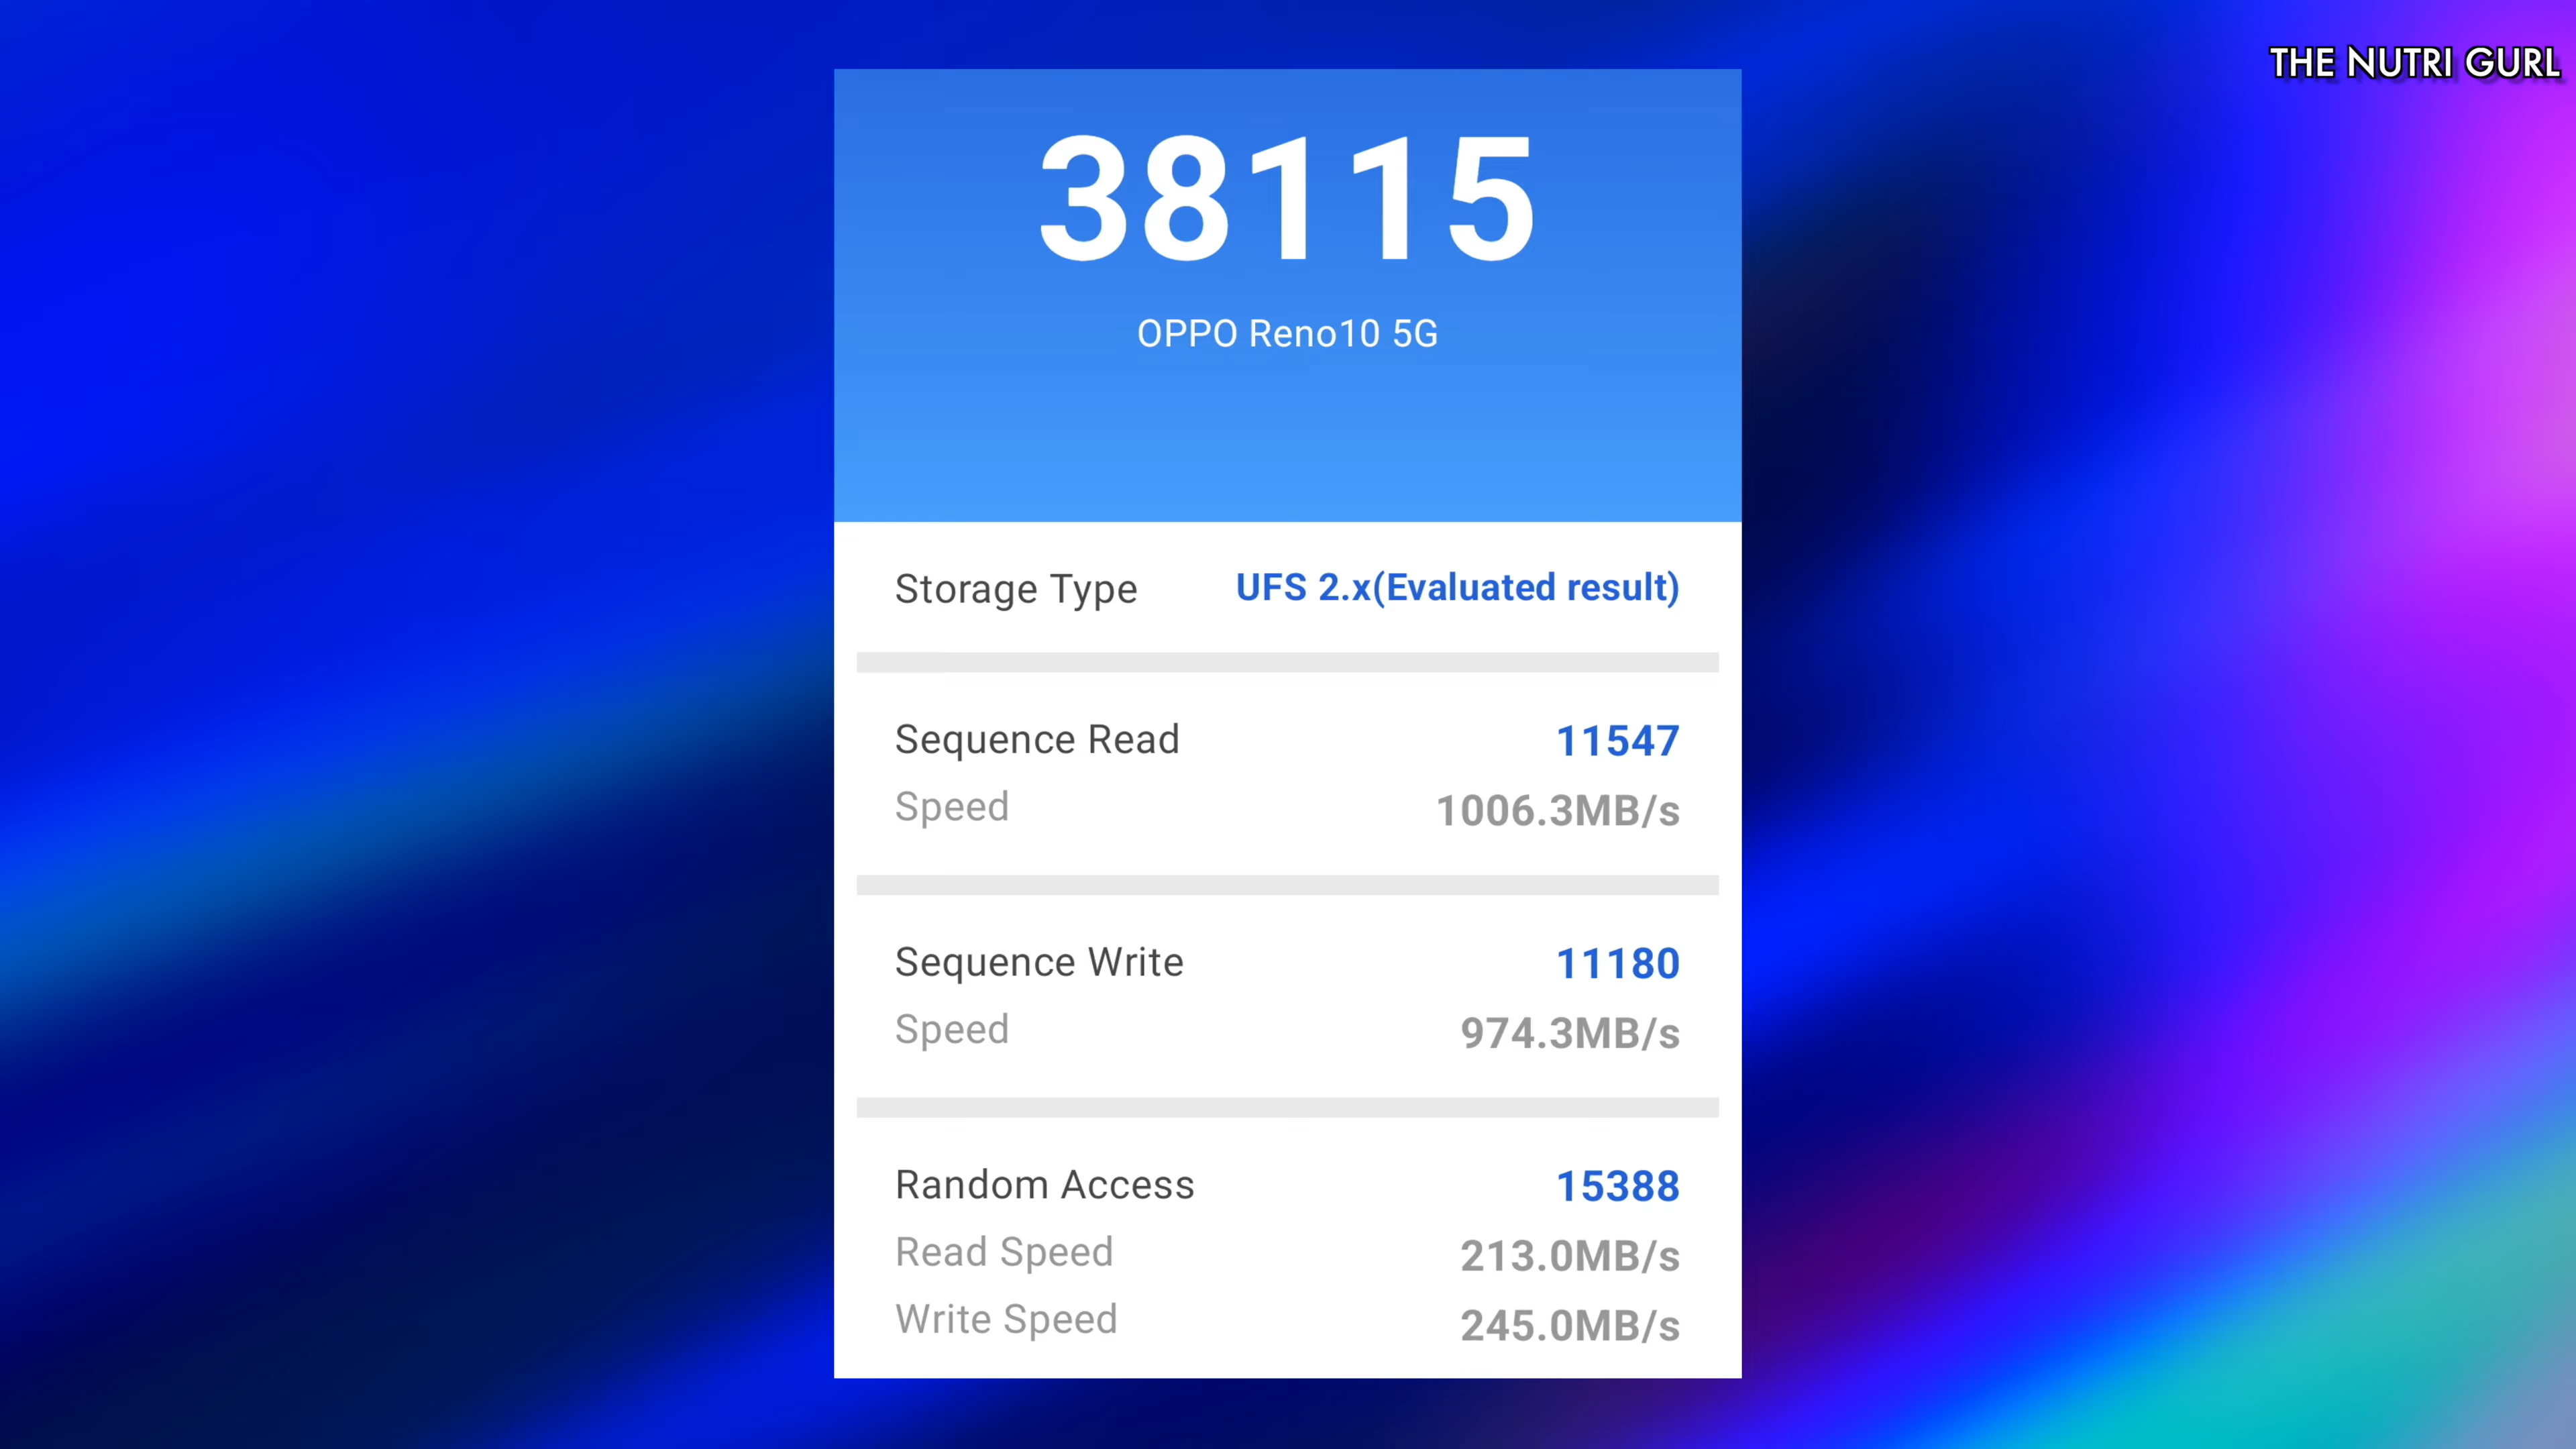 THE NUTRI GURL
38115
OPPO Reno10 5G
Storage Type UFS 2.x(Evaluated result)
Sequence Read 11547
Speed 1006.3MB/s
Sequence Write 11180
Speed 974.3MB/s
Random Access 15388
Read Speed 213.0MB/s
Write Speed 245.0MB/s